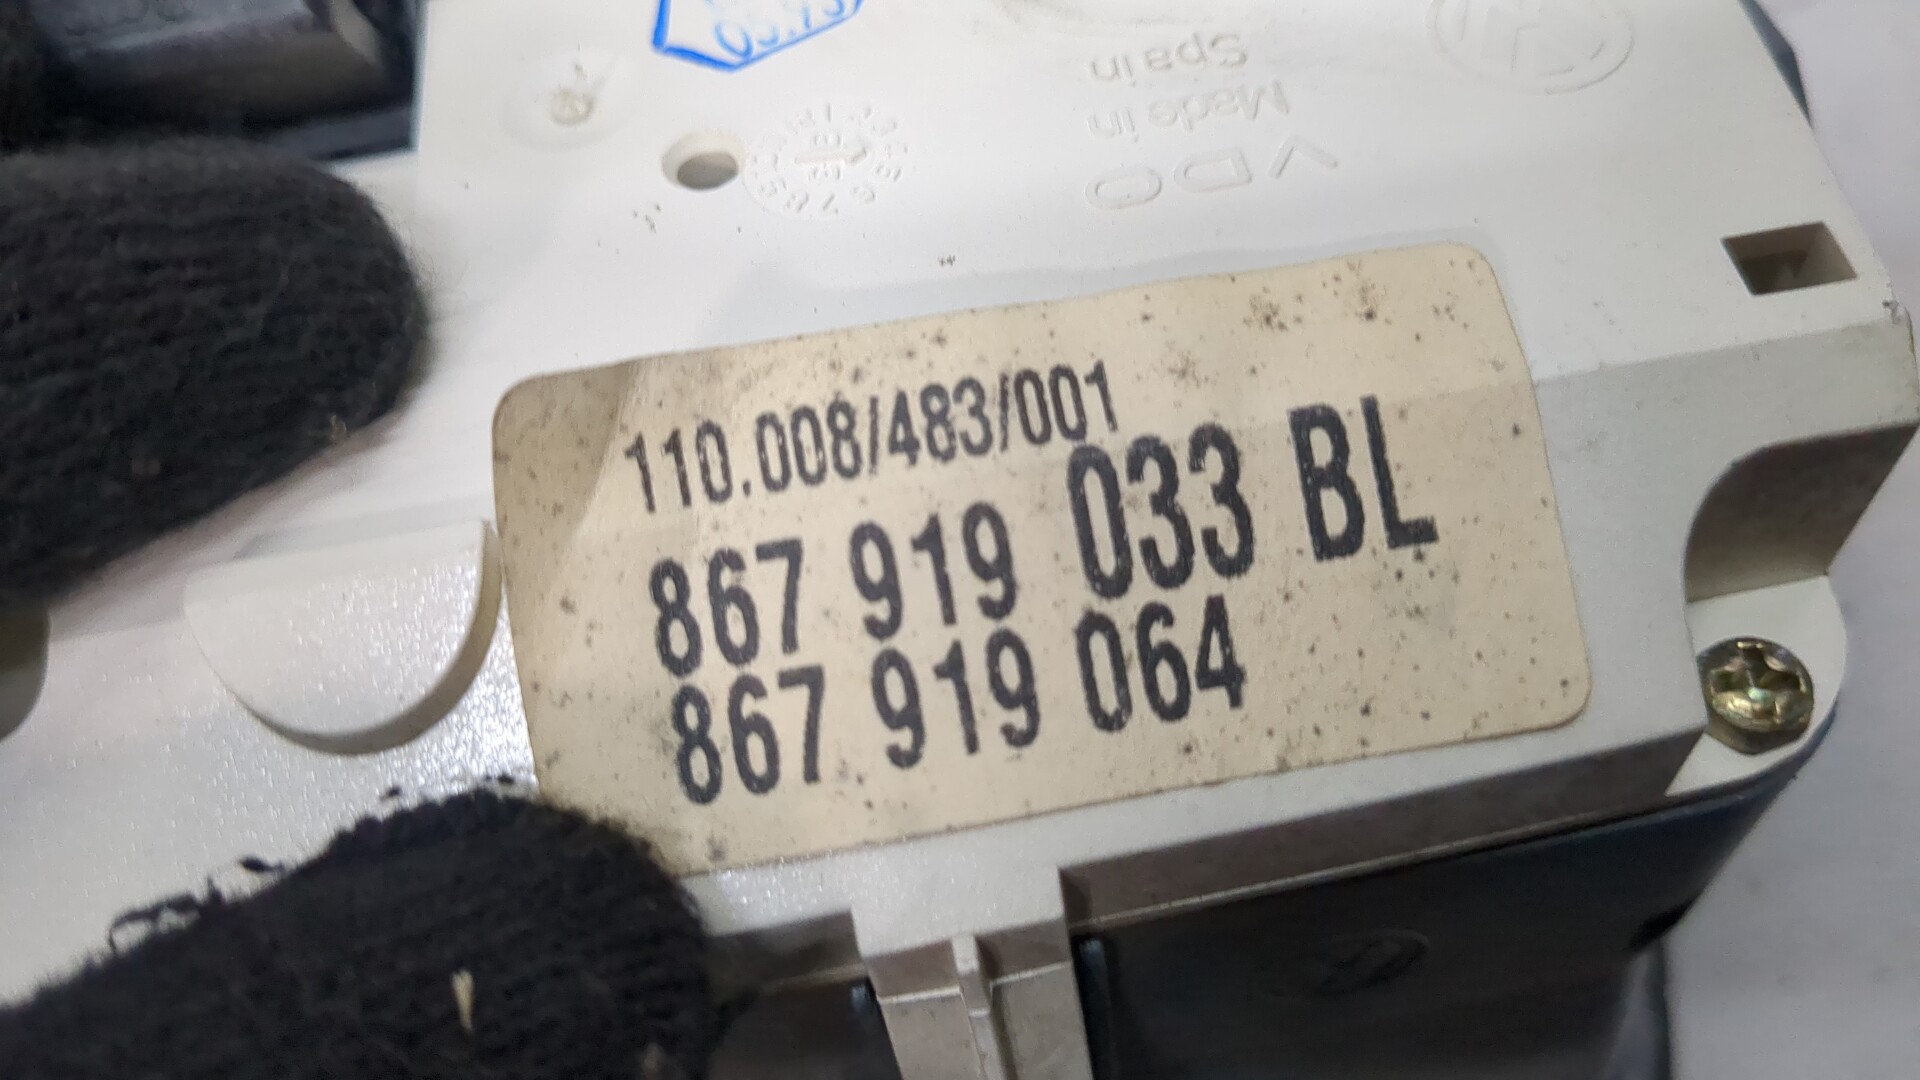 Made in
Spain
VDO
110.008/483/001
867 919 033 BL
867 919 064